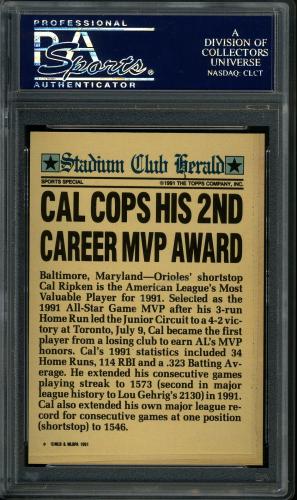 PROFESSIONAL
PSA
Sports
AUTHENTICATOR
A
DIVISION OF
COLLECTORS
UNIVERSE
NASDAQ: CLCT
Stadium Club Herald
SPORTS SPECIAL ©1991 THE TOPPS COMPANY, INC.
CAL COPS HIS 2ND
CAREER MVP AWARD
Baltimore, Maryland—Orioles' shortstop
Cal Ripken is the American League's Most
Valuable Player for 1991. Selected as the
1991 All-Star Game MVP after his 3-run
Home Run led the Junior Circuit to a 4-2 vic-
tory at Toronto, July 9, Cal became the first
player from a losing club to earn AL's MVP
honors. Cal's 1991 statistics included 34
Home Runs, 114 RBI and a .323 Batting Av-
erage. He extended his consecutive games
playing streak to 1573 (second in major
league history to Lou Gehrig's 2130) in 1991.
Cal also extended his own major league re-
cord for consecutive games at one position
(shortstop) to 1546.
MLBPA 1991